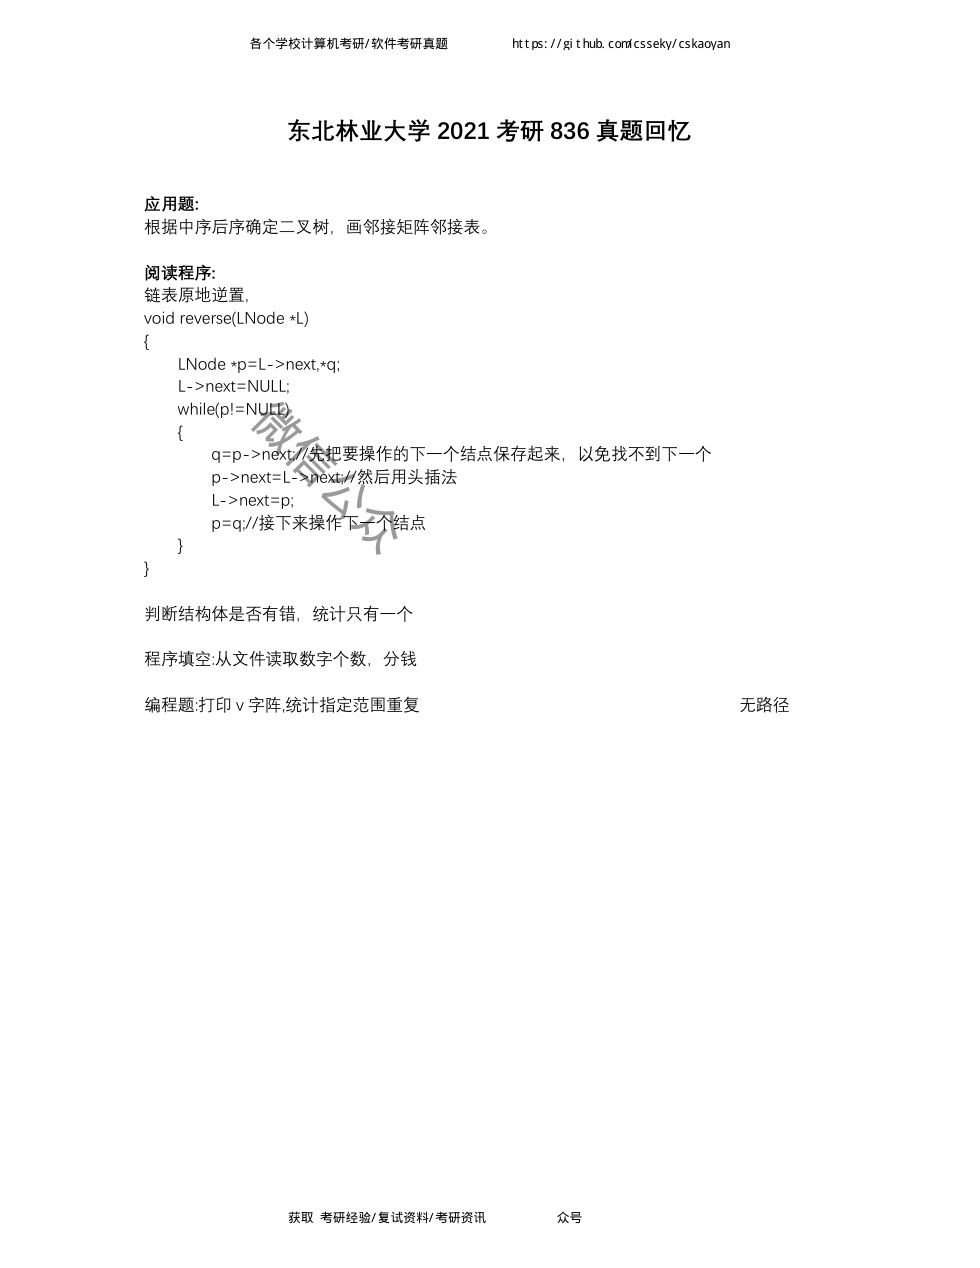 各个学校计算机考研/软件考研真题 https://github.com/csseky/cskaoyan
东北林业大学 2021 考研 836 真题回忆
应用题:
根据中序后序确定二叉树，画邻接矩阵邻接表。
阅读程序:
链表原地逆置，
void reverse(LNode *L)
{
LNode *p=L->next,*q;
L->next=NULL;
while(p!=NULL)
{
q=p->next;//先把要操作的下一个结点保存起来，以免找不到下一个
p->next=L->next;//然后用头插法
L->next=p;
p=q;//接下来操作下一个结点
}
}
微信公众
判断结构体是否有错，统计只有一个
程序填空:从文件读取数字个数，分钱
编程题:打印 v 字阵,统计指定范围重复 无路径
获取 考研经验/复试资料/考研资讯 众号